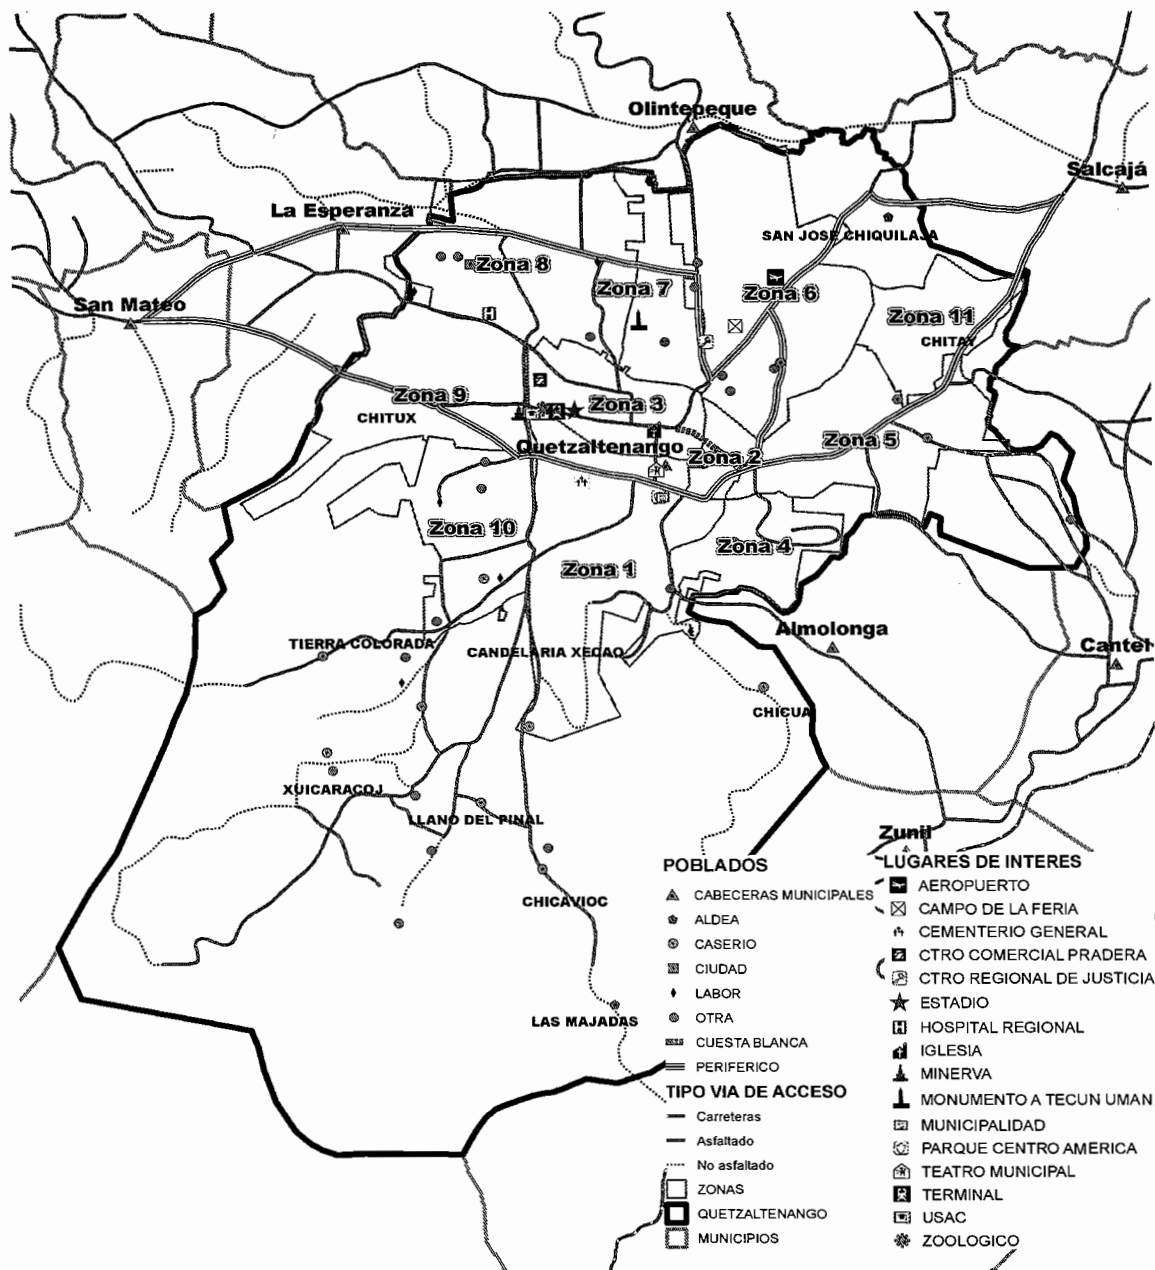 Olintepeque
Salcajá
La Esperanza
SAN JOSE CHIQUILAJA
Zona 8
Zona 7
Zona 6
San Mateo
Zona 11
CHITAY
Zona 9
Zona 3
CHITUX
Zona 5
Quetzaltenango
Zona 2
Zona 10
Zona 4
Zona 1
Almolonga
TIERRA COLORADA
CANDELARIA XECAO
Cantel
CHICUA
XUICARACOJ
LLANO DEL PINAL
Zunil
CHICAVIOC
LAS MAJADAS
POBLADOS
CABECERAS MUNICIPALES
ALDEA
CASERIO
CIUDAD
LABOR
OTRA
CUESTA BLANCA
PERIFERICO
TIPO VIA DE ACCESO
Carreteras
Asfaltado
No asfaltado
ZONAS
QUETZALTENANGO
MUNICIPIOS
LUGARES DE INTERES
AEROPUERTO
CAMPO DE LA FERIA
CEMENTERIO GENERAL
CTRO COMERCIAL PRADERA
CTRO REGIONAL DE JUSTICIA
ESTADIO
HOSPITAL REGIONAL
IGLESIA
MINERVA
MONUMENTO A TECUN UMAN
MUNICIPALIDAD
PARQUE CENTRO AMERICA
TEATRO MUNICIPAL
TERMINAL
USAC
ZOOLOGICO